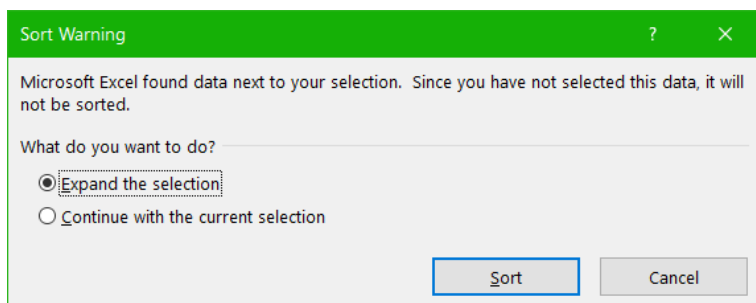 Sort Warning ? ×
Microsoft Excel found data next to your selection.  Since you have not selected this data, it will
not be sorted.
What do you want to do?
Expand the selection
Continue with the current selection
Sort Cancel